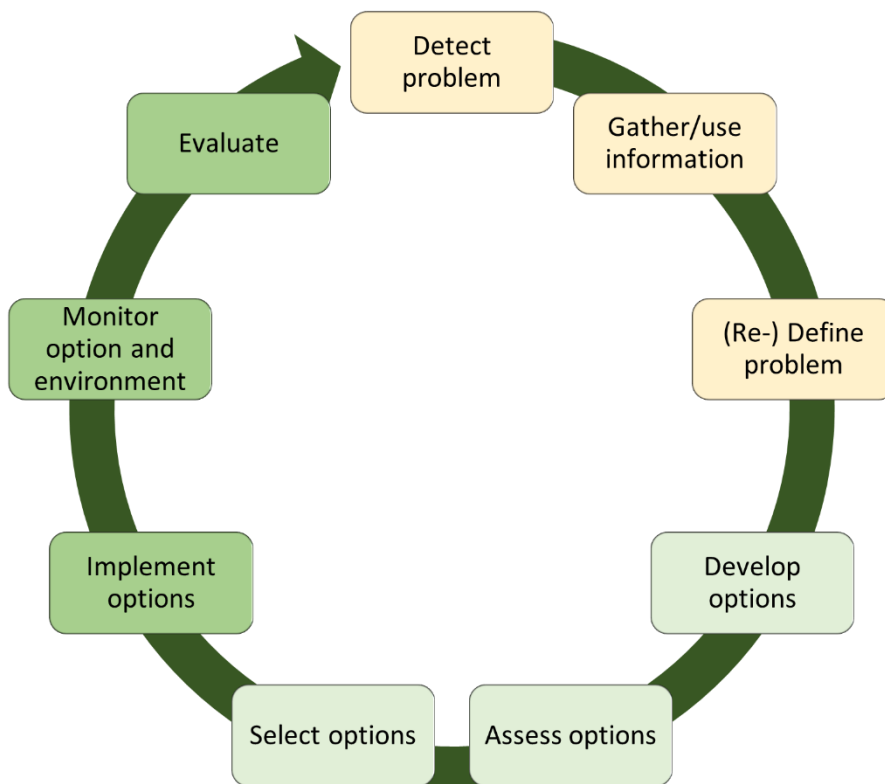 Detect
problem
Gather/use
information
(Re-) Define
problem
Develop
options
Assess options
Select options
Implement
options
Monitor
option and
environment
Evaluate